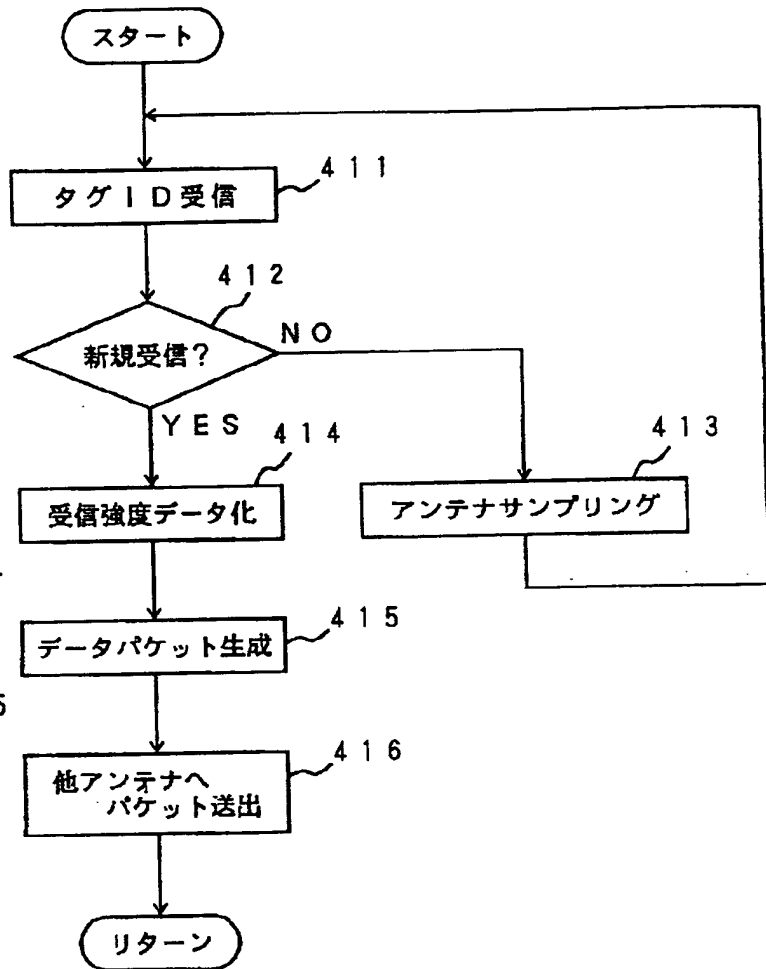 スタート
タグID受信
411
412
新規受信?
NO
YES
414
413
受信強度データ化
アンテナサンプリング
データパケット生成
415
5
他アンテナへ
パケット送出
416
リターン